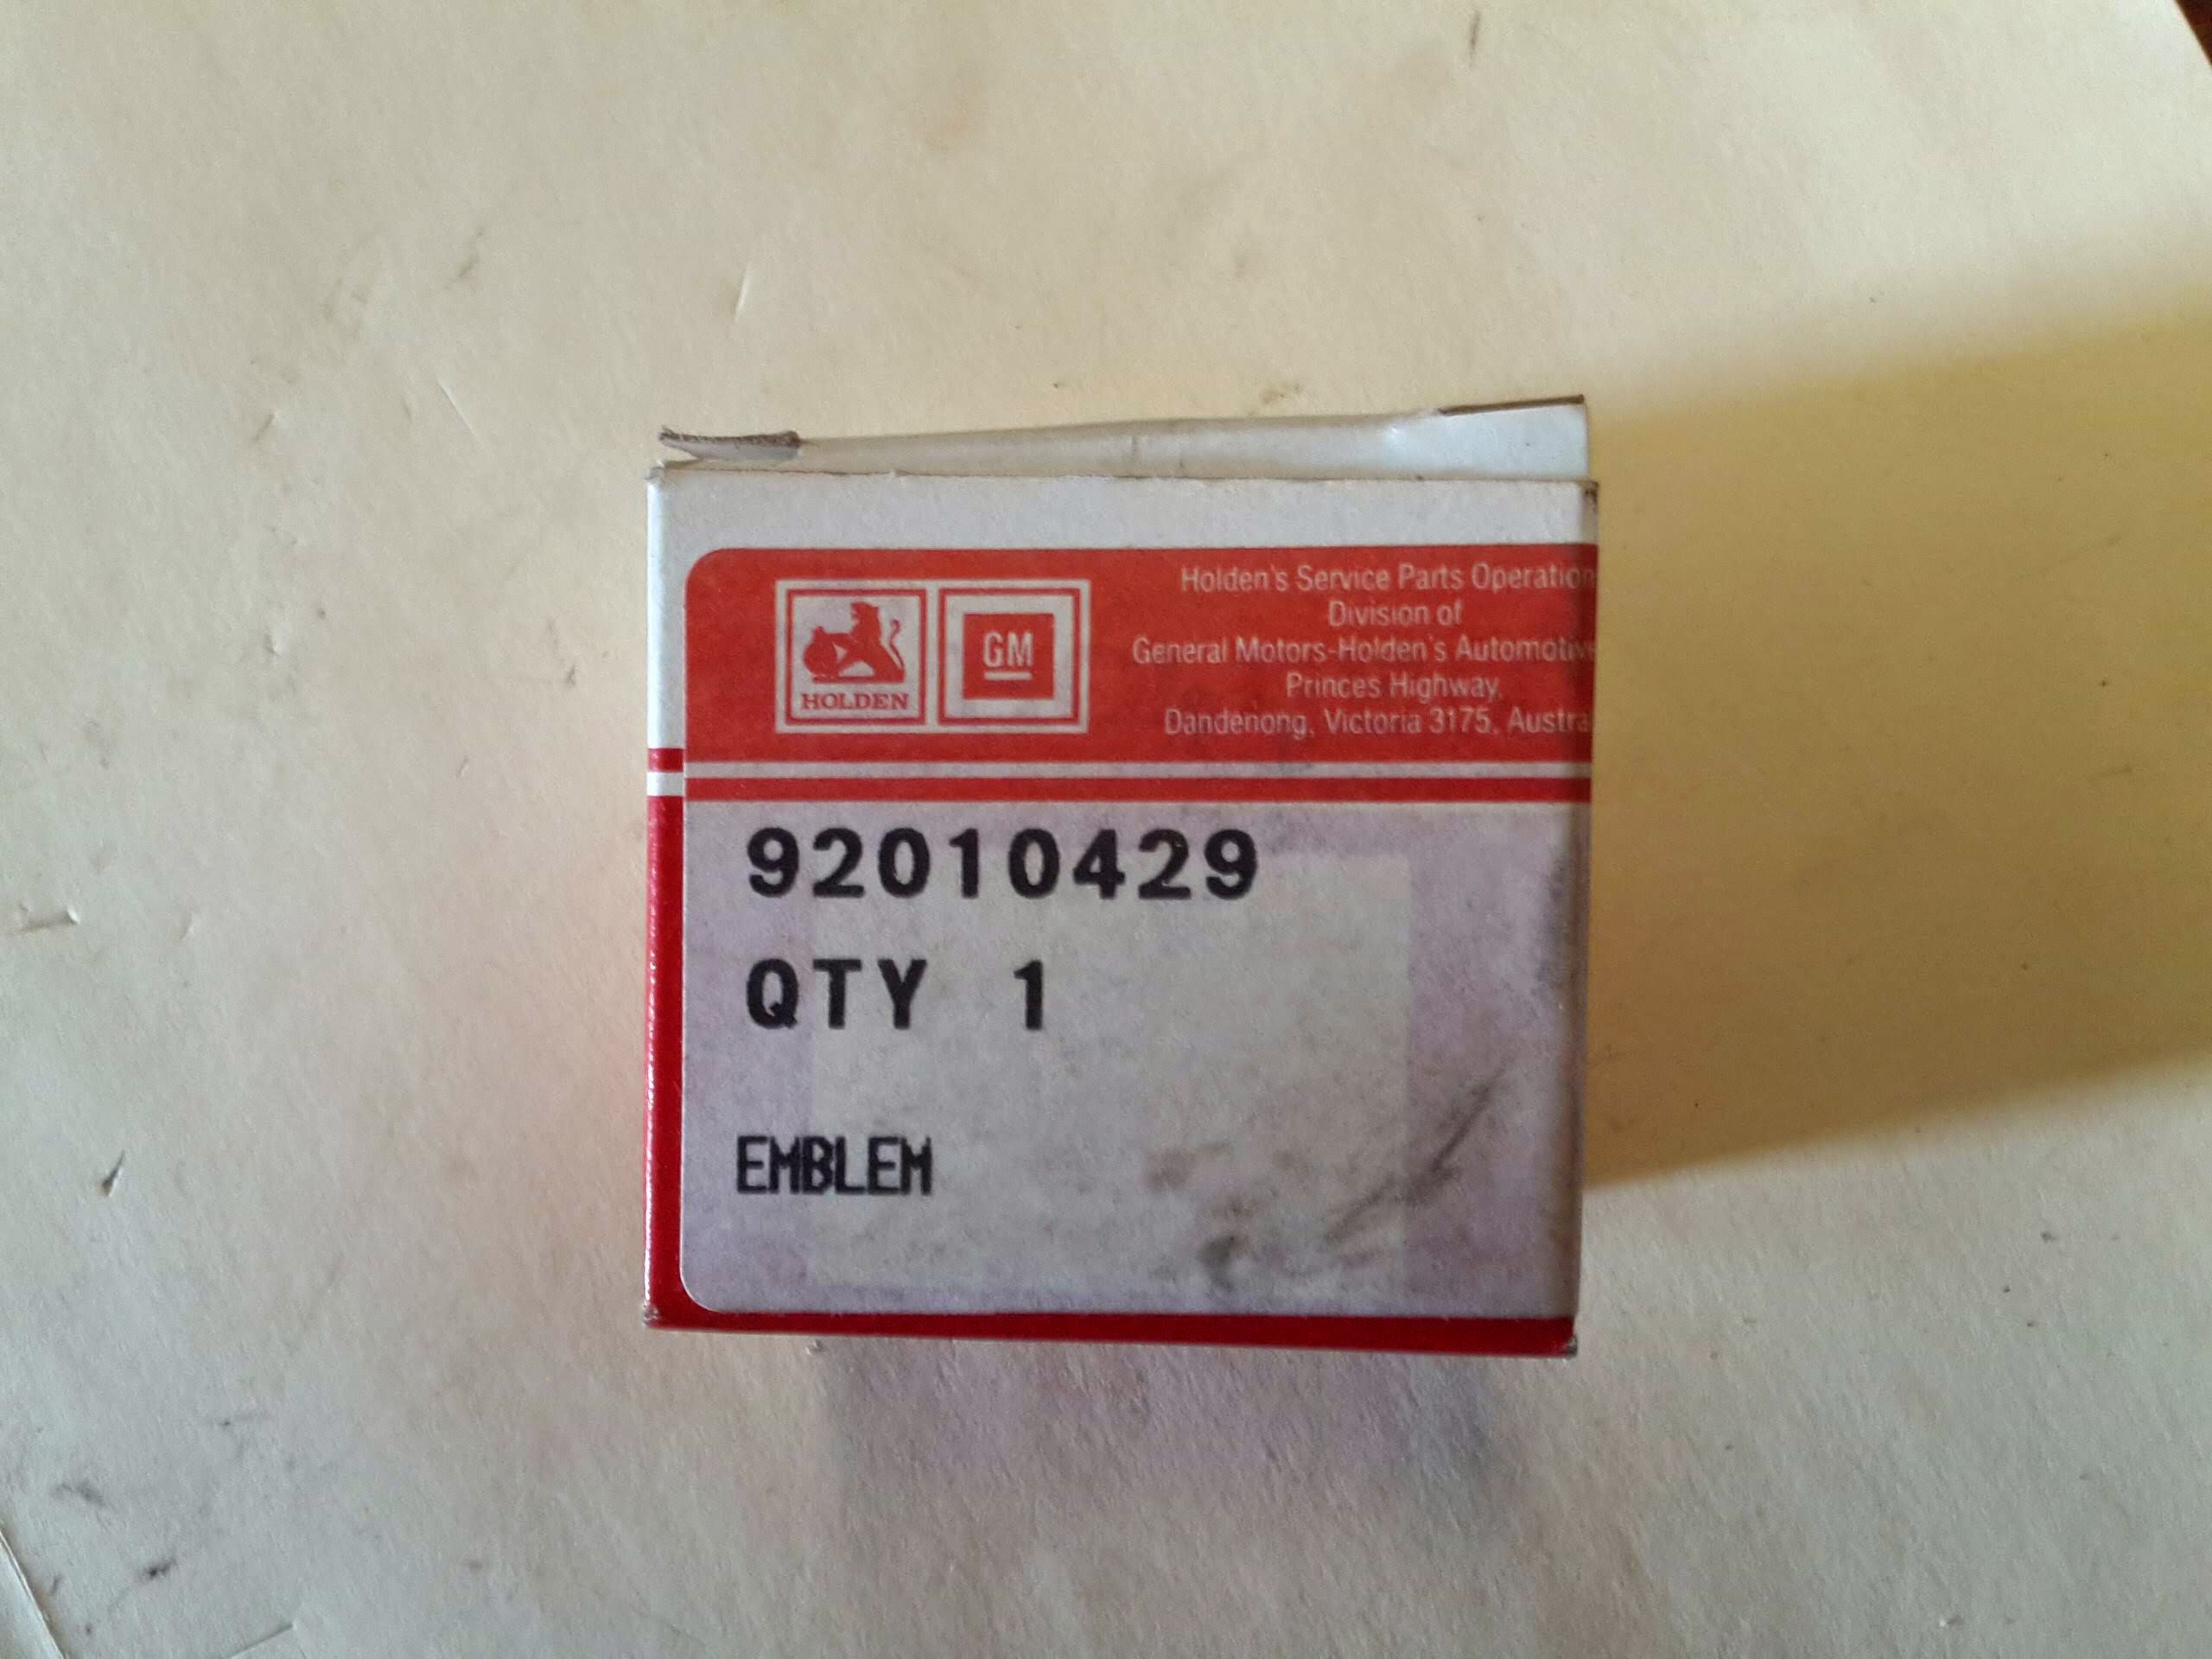 HOLDEN
GM
Holden's Service Parts Operation
Division of
General Motors-Holden's Automotive
Princes Highway,
Dandenong, Victoria 3175, Austra
92010429
QTY 1
EMBLEM